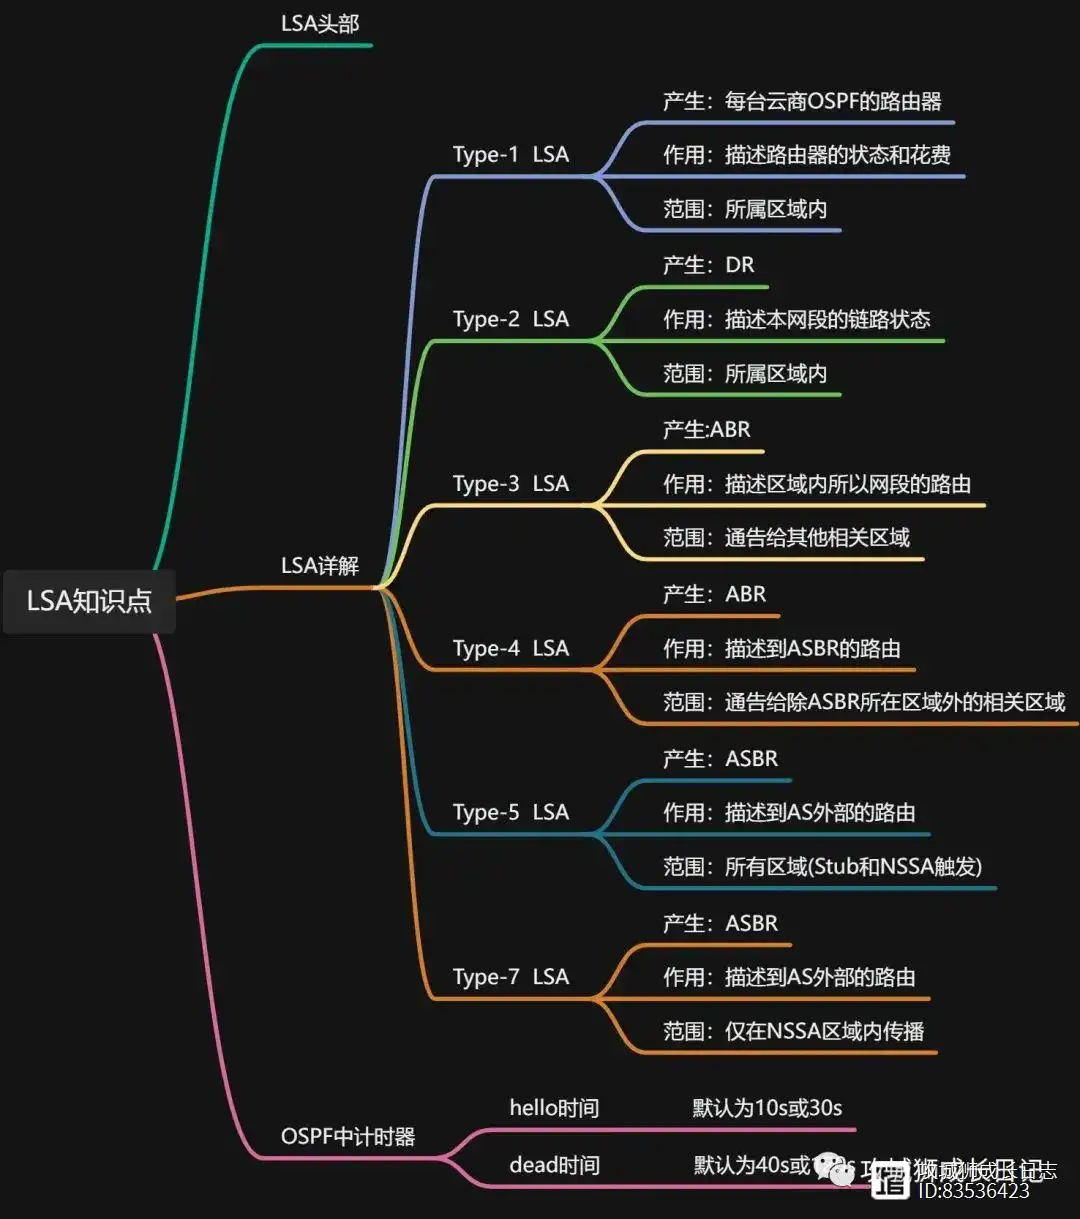 LSA头部
产生：每台云商OSPF的路由器
Type-1 LSA
作用：描述路由器的状态和花费
范围：所属区域内
产生：DR
Type-2 LSA
作用：描述本网段的链路状态
范围：所属区域内
产生:ABR
Type-3 LSA
作用：描述区域内所以网段的路由
范围：通告给其他相关区域
LSA详解
LSA知识点
产生：ABR
Type-4 LSA
作用：描述到ASBR的路由
范围：通告给除ASBR所在区域外的相关区域
产生：ASBR
Type-5 LSA
作用：描述到AS外部的路由
范围：所有区域(Stub和NSSA触发)
产生：ASBR
Type-7 LSA
作用：描述到AS外部的路由
范围：仅在NSSA区域内传播
hello时间 默认为10s或30s
OSPF中计时器
dead时间 默认为40s或
攻城狮成长日记
ID:83536423